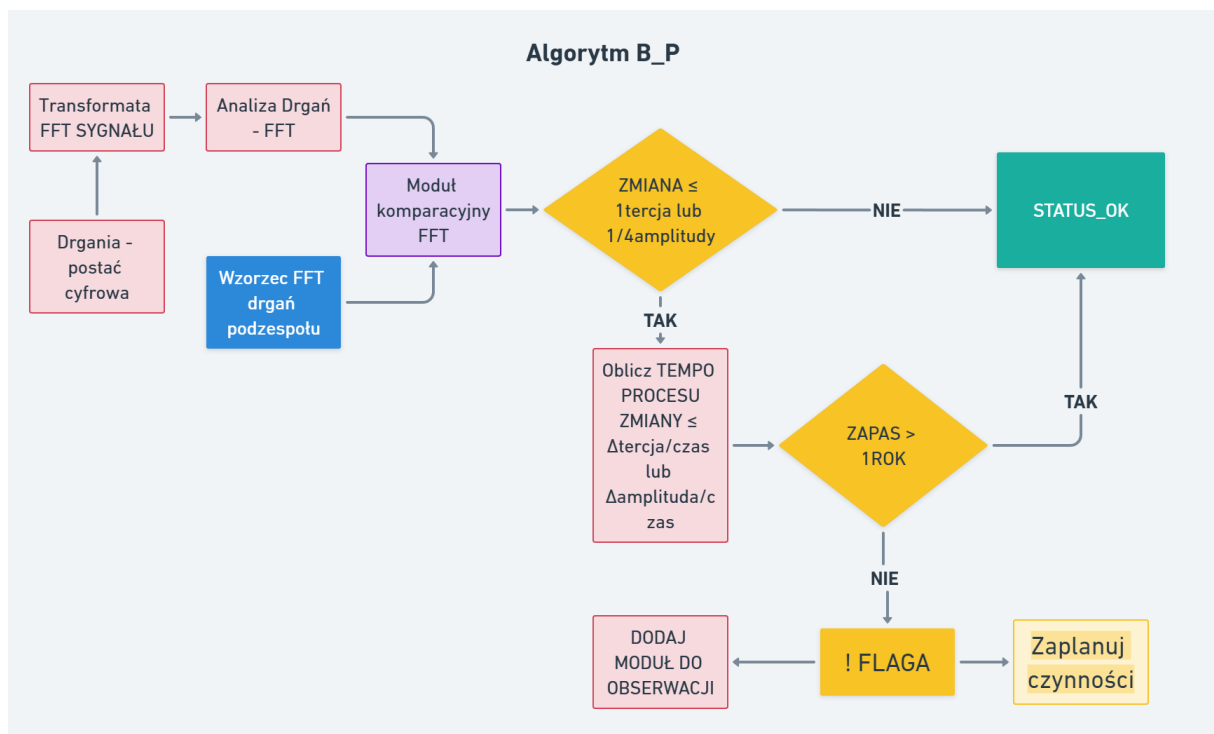 Algorytm B_P
Transformata
FFT SYGNAŁU
Analiza Drgań
- FFT
Drgania -
postać
cyfrowa
Wzorzec FFT
drgań
podzespołu
Moduł
komparacyjny
FFT
ZMIANA ≤
1tercja lub
1/4amplitudy
NIE
STATUS_OK
TAK
Oblicz TEMPO
PROCESU
ZMIANY ≤
Δtercja/czas
lub
Δamplituda/c
zas
ZAPAS >
1ROK
TAK
NIE
! FLAGA
DODAJ
MODUŁ DO
OBSERWACJI
Zaplanuj
czynności